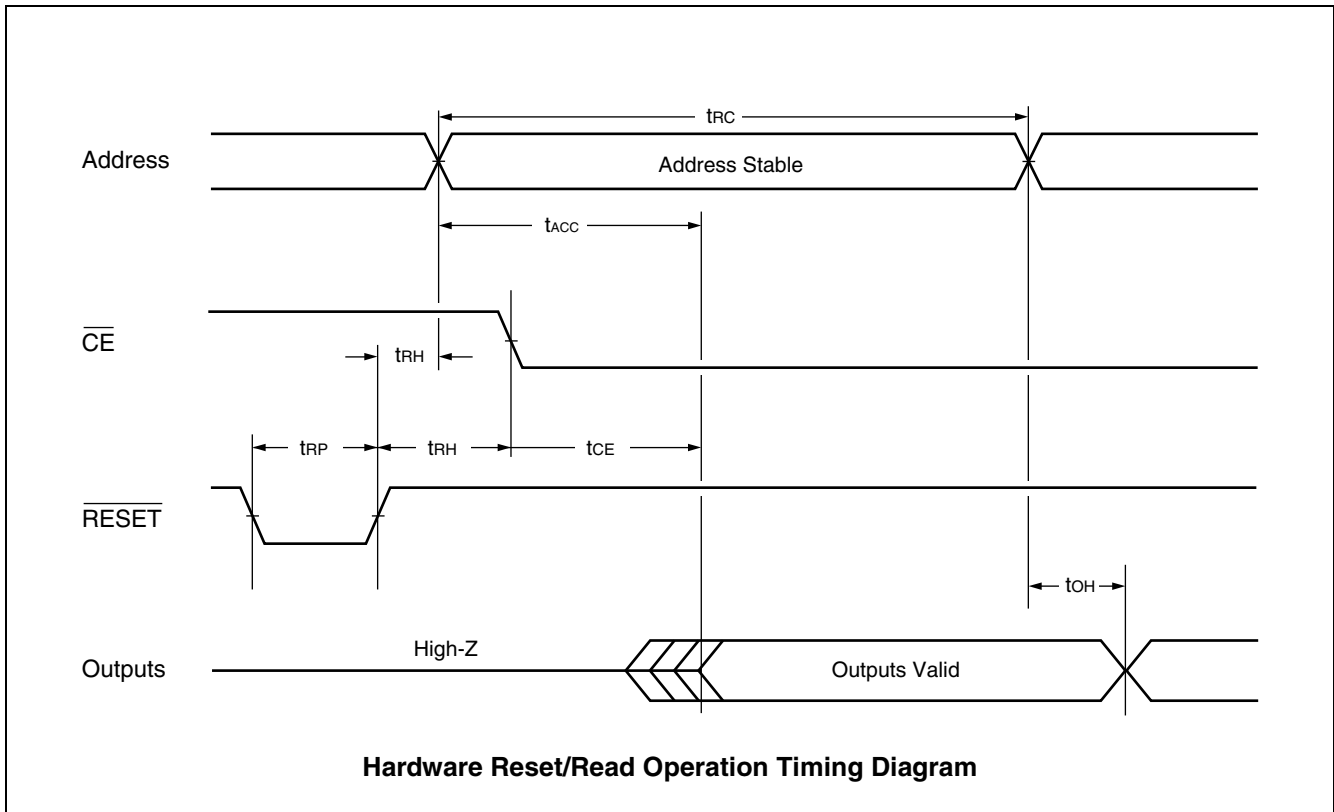 tRC
Address
Address Stable
tACC
CE
tRH
tRP
tRH
tCE
RESET
tOH
High-Z
Outputs
Outputs Valid
Hardware Reset/Read Operation Timing Diagram